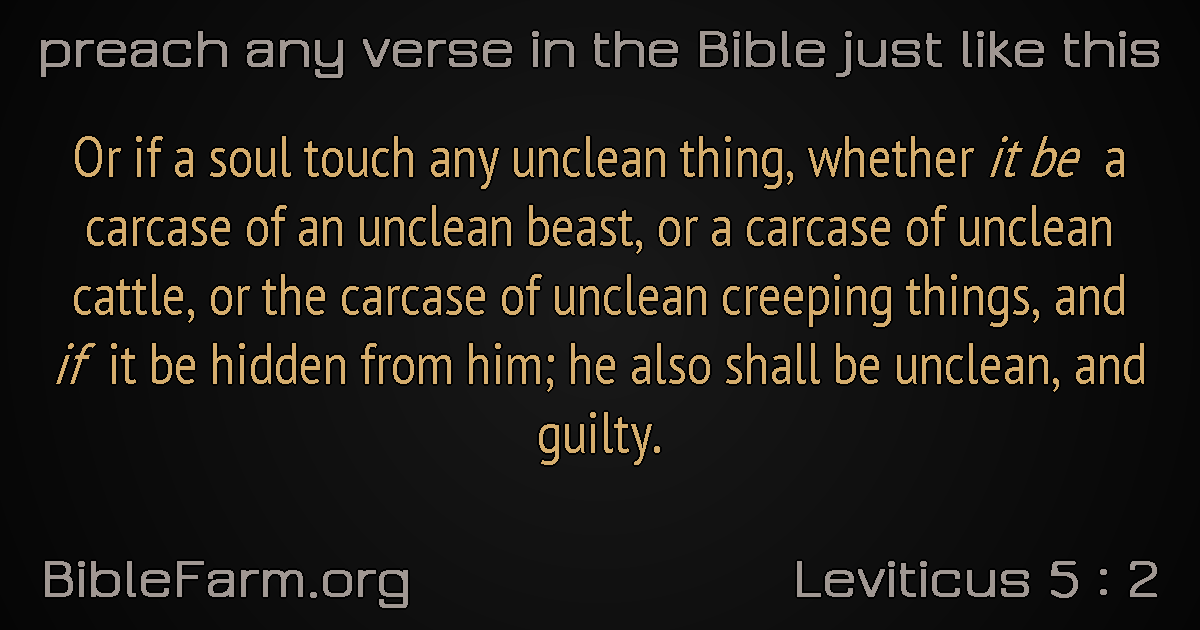 preach any verse in the Bible just like this
Or if a soul touch any unclean thing, whether it be a
carcase of an unclean beast, or a carcase of unclean
cattle, or the carcase of unclean creeping things, and
if it be hidden from him; he also shall be unclean, and
guilty.
BibleFarm.org
Leviticus 5 : 2